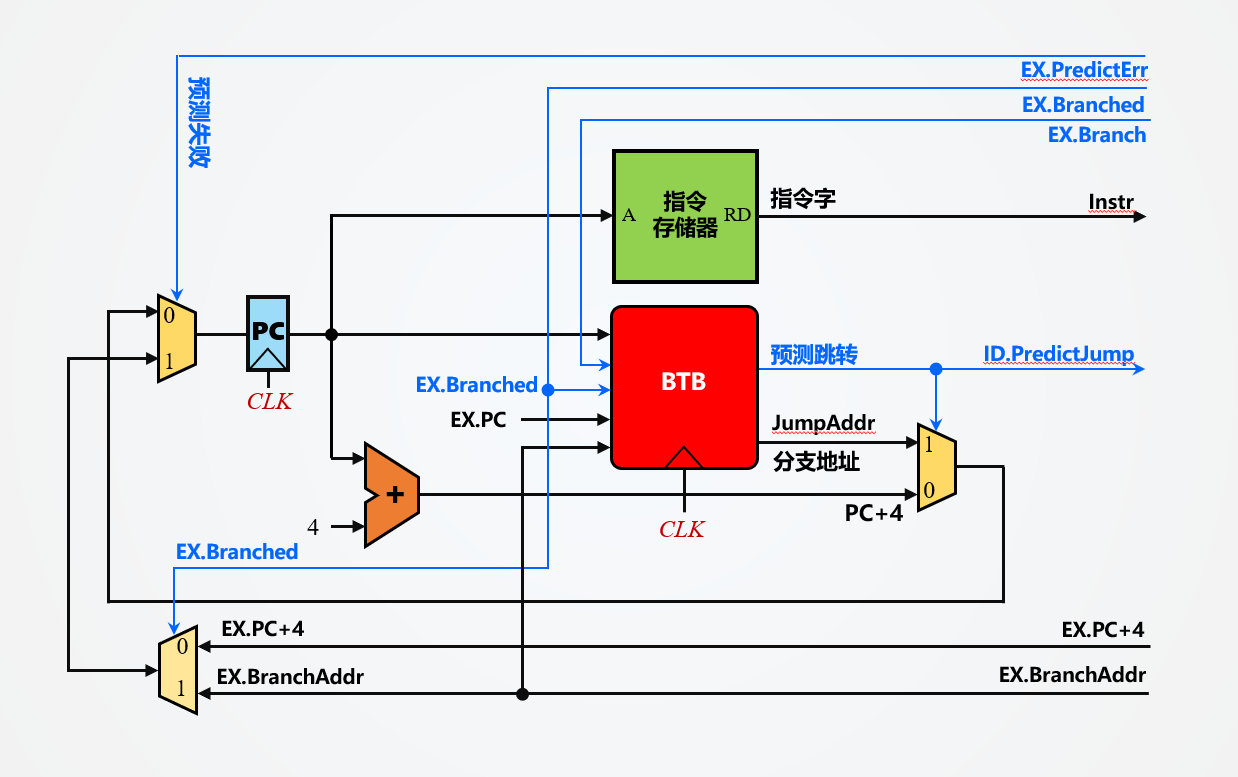 EX.PredictErr
EX.Branched
EX.Branch
预测失败
指令
存储器
A
RD
指令字
Instr
0
1
PC
CLK
BTB
预测跳转
ID.PredictJump
EX.Branched
EX.PC
JumpAddr
分支地址
1
0
PC+4
+
4
CLK
EX.Branched
0
1
EX.PC+4
EX.PC+4
EX.BranchAddr
EX.BranchAddr